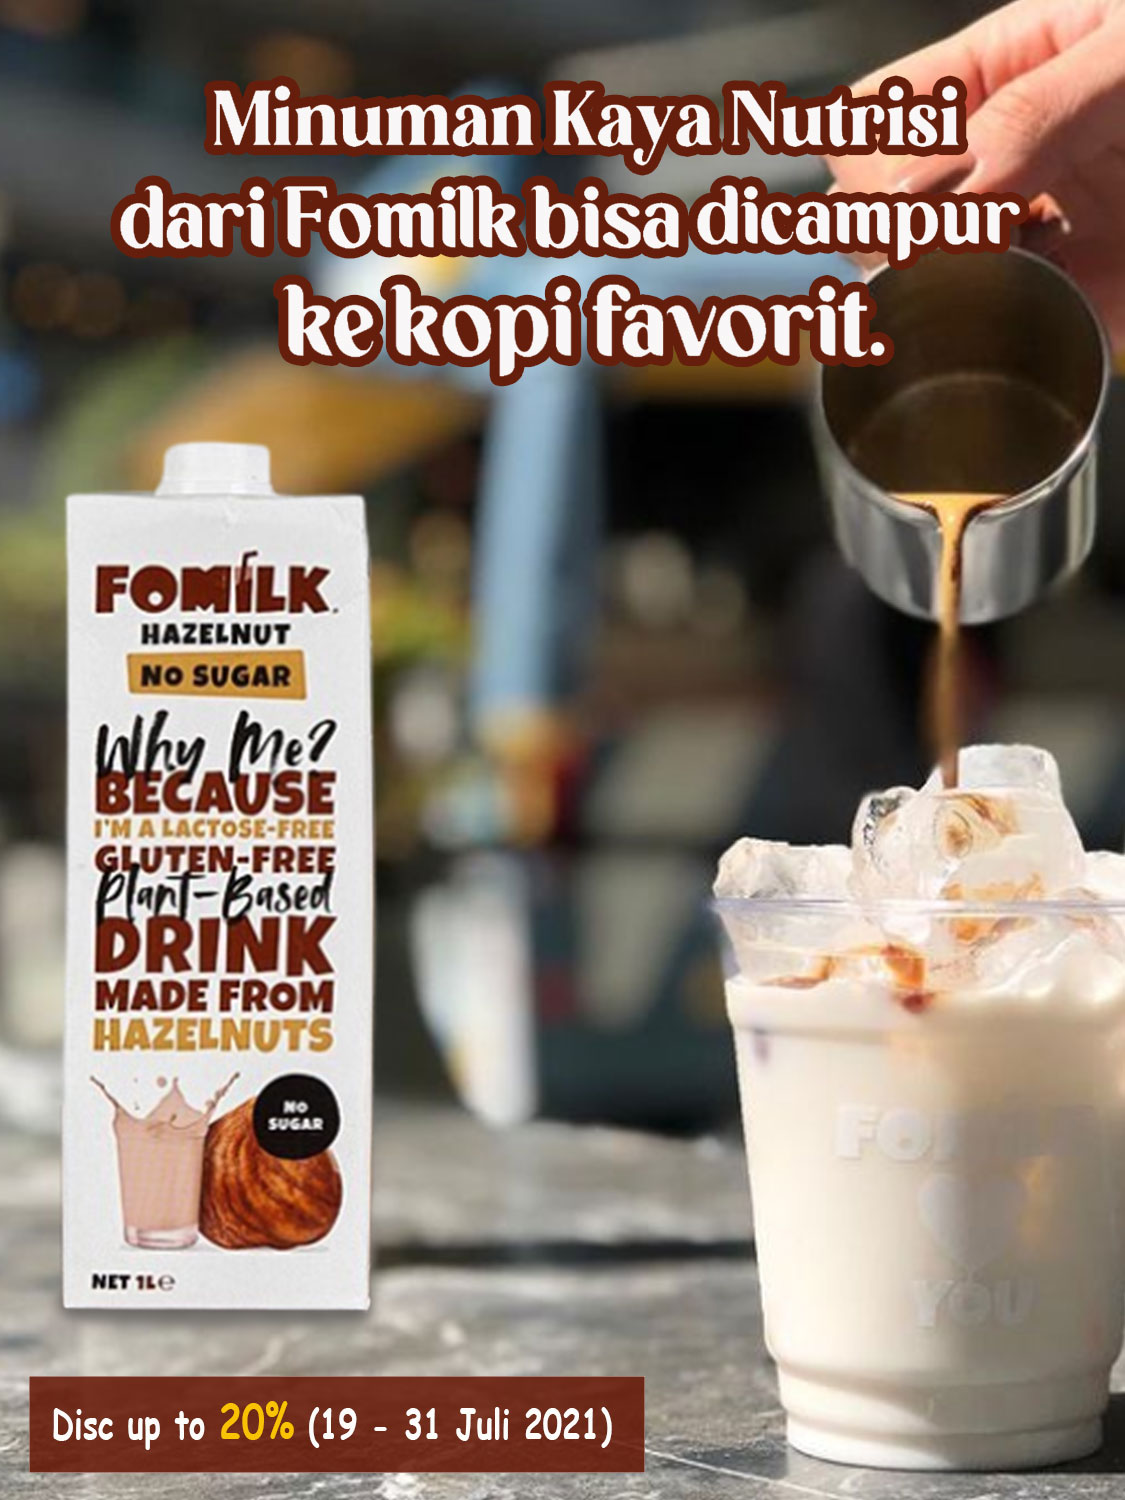 Minuman Kaya Nutrisi
dari Fomilk bisa dicampur
ke kopi favorit.
FOMILK.
HAZELNUT
NO SUGAR
Why Me?
BECAUSE
I'M A LACTOSE-FREE
GLUTEN-FREE
Plant-Based
DRINK
MADE FROM
HAZELNUTS
NO
SUGAR
NET 1L℮
YOU
Disc up to 20% (19 - 31 Juli 2021)